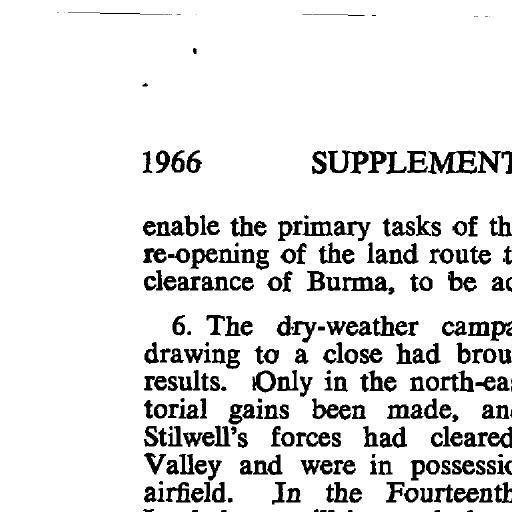 1966 SUPPLEMENT
enable the primary tasks of th
re-opening of the land route t
clearance of Burma, to be ac
6. The dry-weather campa
drawing to a close had brou
results. Only in the north-eas
torial gains been made, an
Stilwell's forces had cleared
Valley and were in possessio
airfield. In the Fourteenth